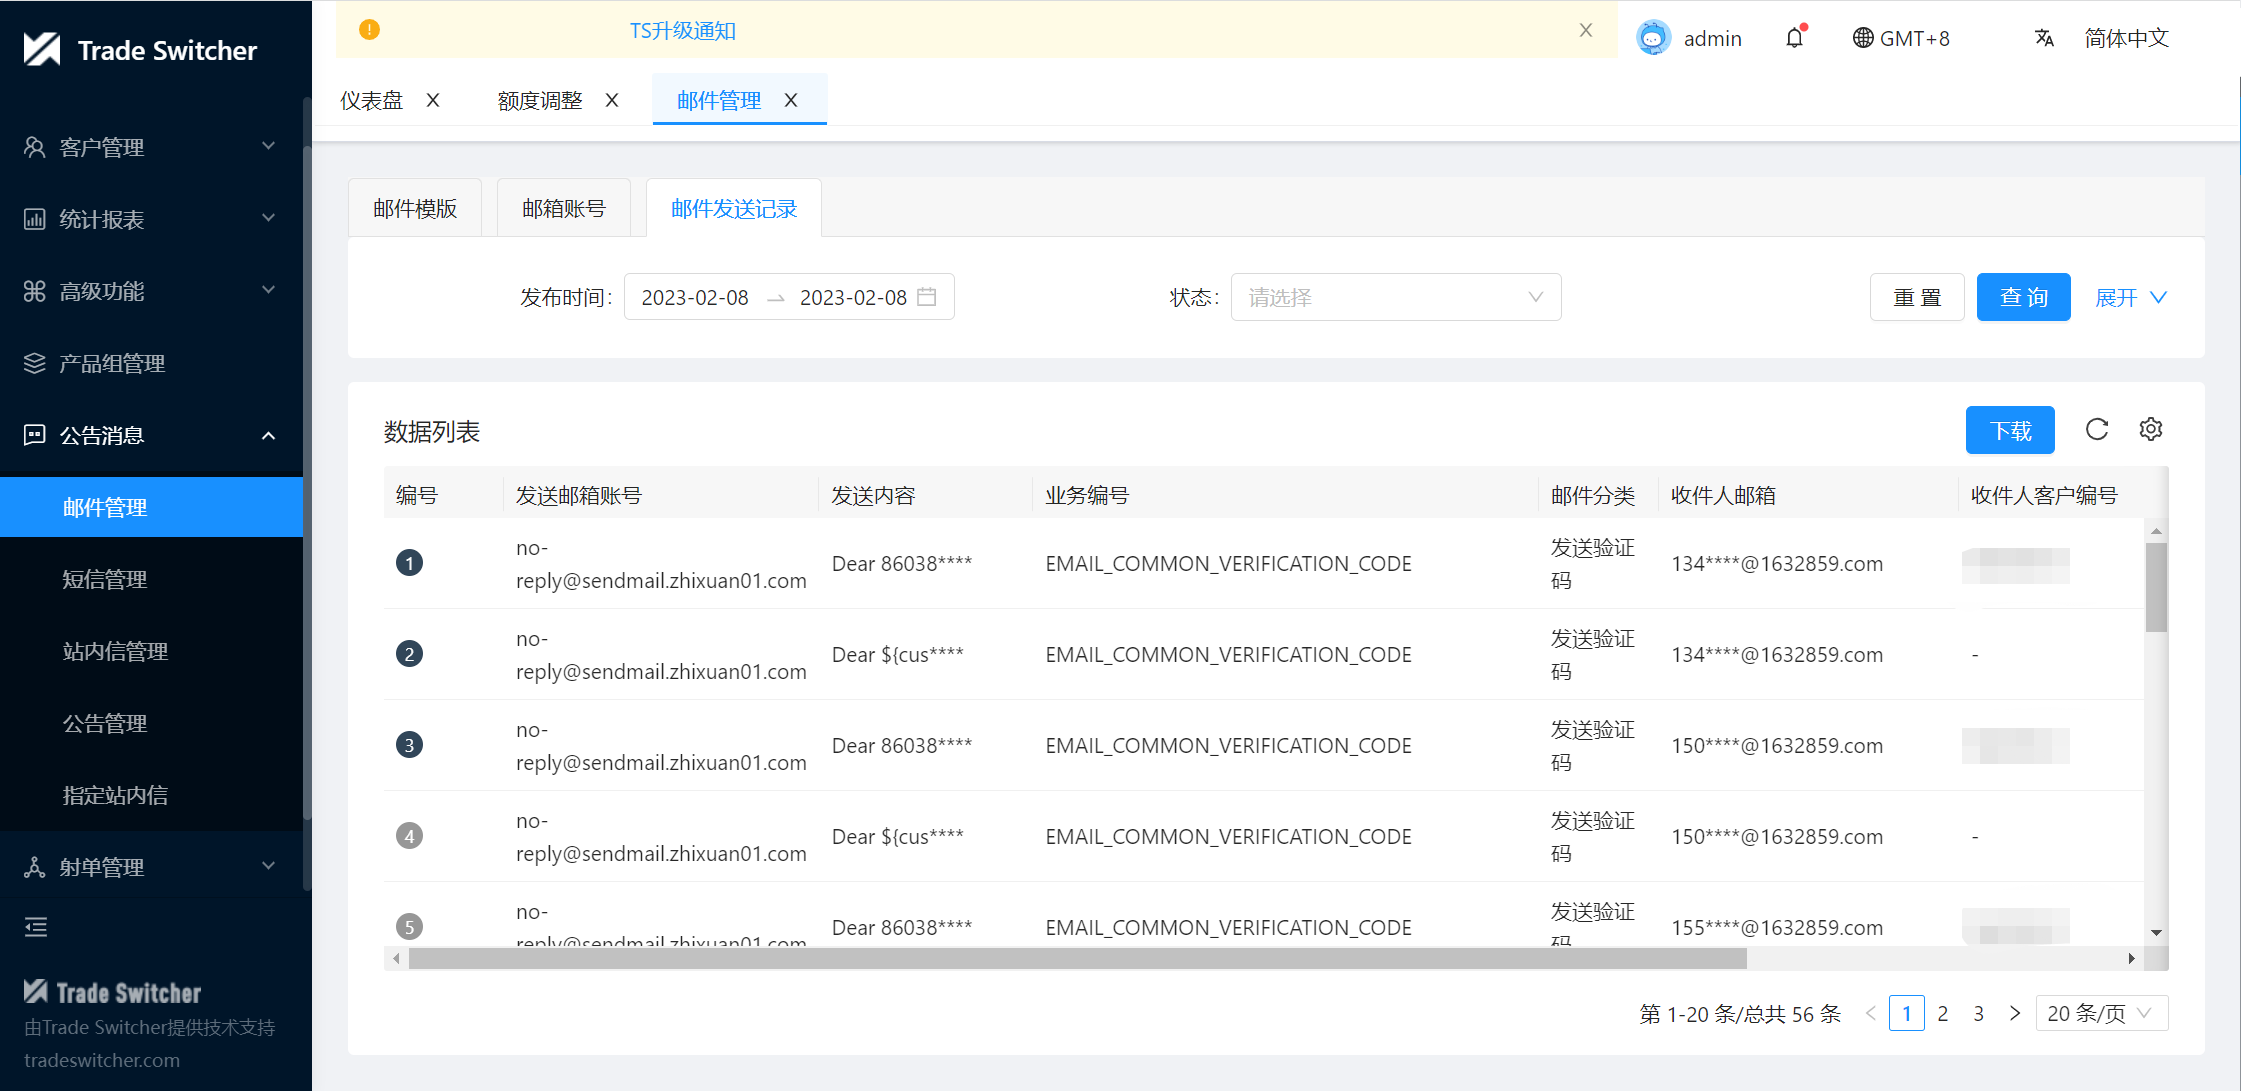 Trade Switcher
TS升级通知
admin
GMT+8
简体中文
仪表盘
额度调整
邮件管理
客户管理
统计报表
高级功能
产品组管理
公告消息
邮件管理
短信管理
站内信管理
公告管理
指定站内信
射单管理
Trade Switcher
由Trade Switcher提供技术支持
tradeswitcher.com
邮件模版
邮箱账号
邮件发送记录
发布时间: 2023-02-08 → 2023-02-08
状态: 请选择
重 置
查 询
展开
数据列表
下载
编号 发送邮箱账号 发送内容 业务编号 邮件分类 收件人邮箱 收件人客户编号
1 no-reply@sendmail.zhixuan01.com Dear 86038**** EMAIL_COMMON_VERIFICATION_CODE 发送验证码 134****@1632859.com
2 no-reply@sendmail.zhixuan01.com Dear ${cus**** EMAIL_COMMON_VERIFICATION_CODE 发送验证码 134****@1632859.com -
3 no-reply@sendmail.zhixuan01.com Dear 86038**** EMAIL_COMMON_VERIFICATION_CODE 发送验证码 150****@1632859.com
4 no-reply@sendmail.zhixuan01.com Dear ${cus**** EMAIL_COMMON_VERIFICATION_CODE 发送验证码 150****@1632859.com -
5 no-reply@sendmail.zhixuan01.com Dear 86038**** EMAIL_COMMON_VERIFICATION_CODE 发送验证码 155****@1632859.com
第 1-20 条/总共 56 条 < 1 2 3 > 20 条/页